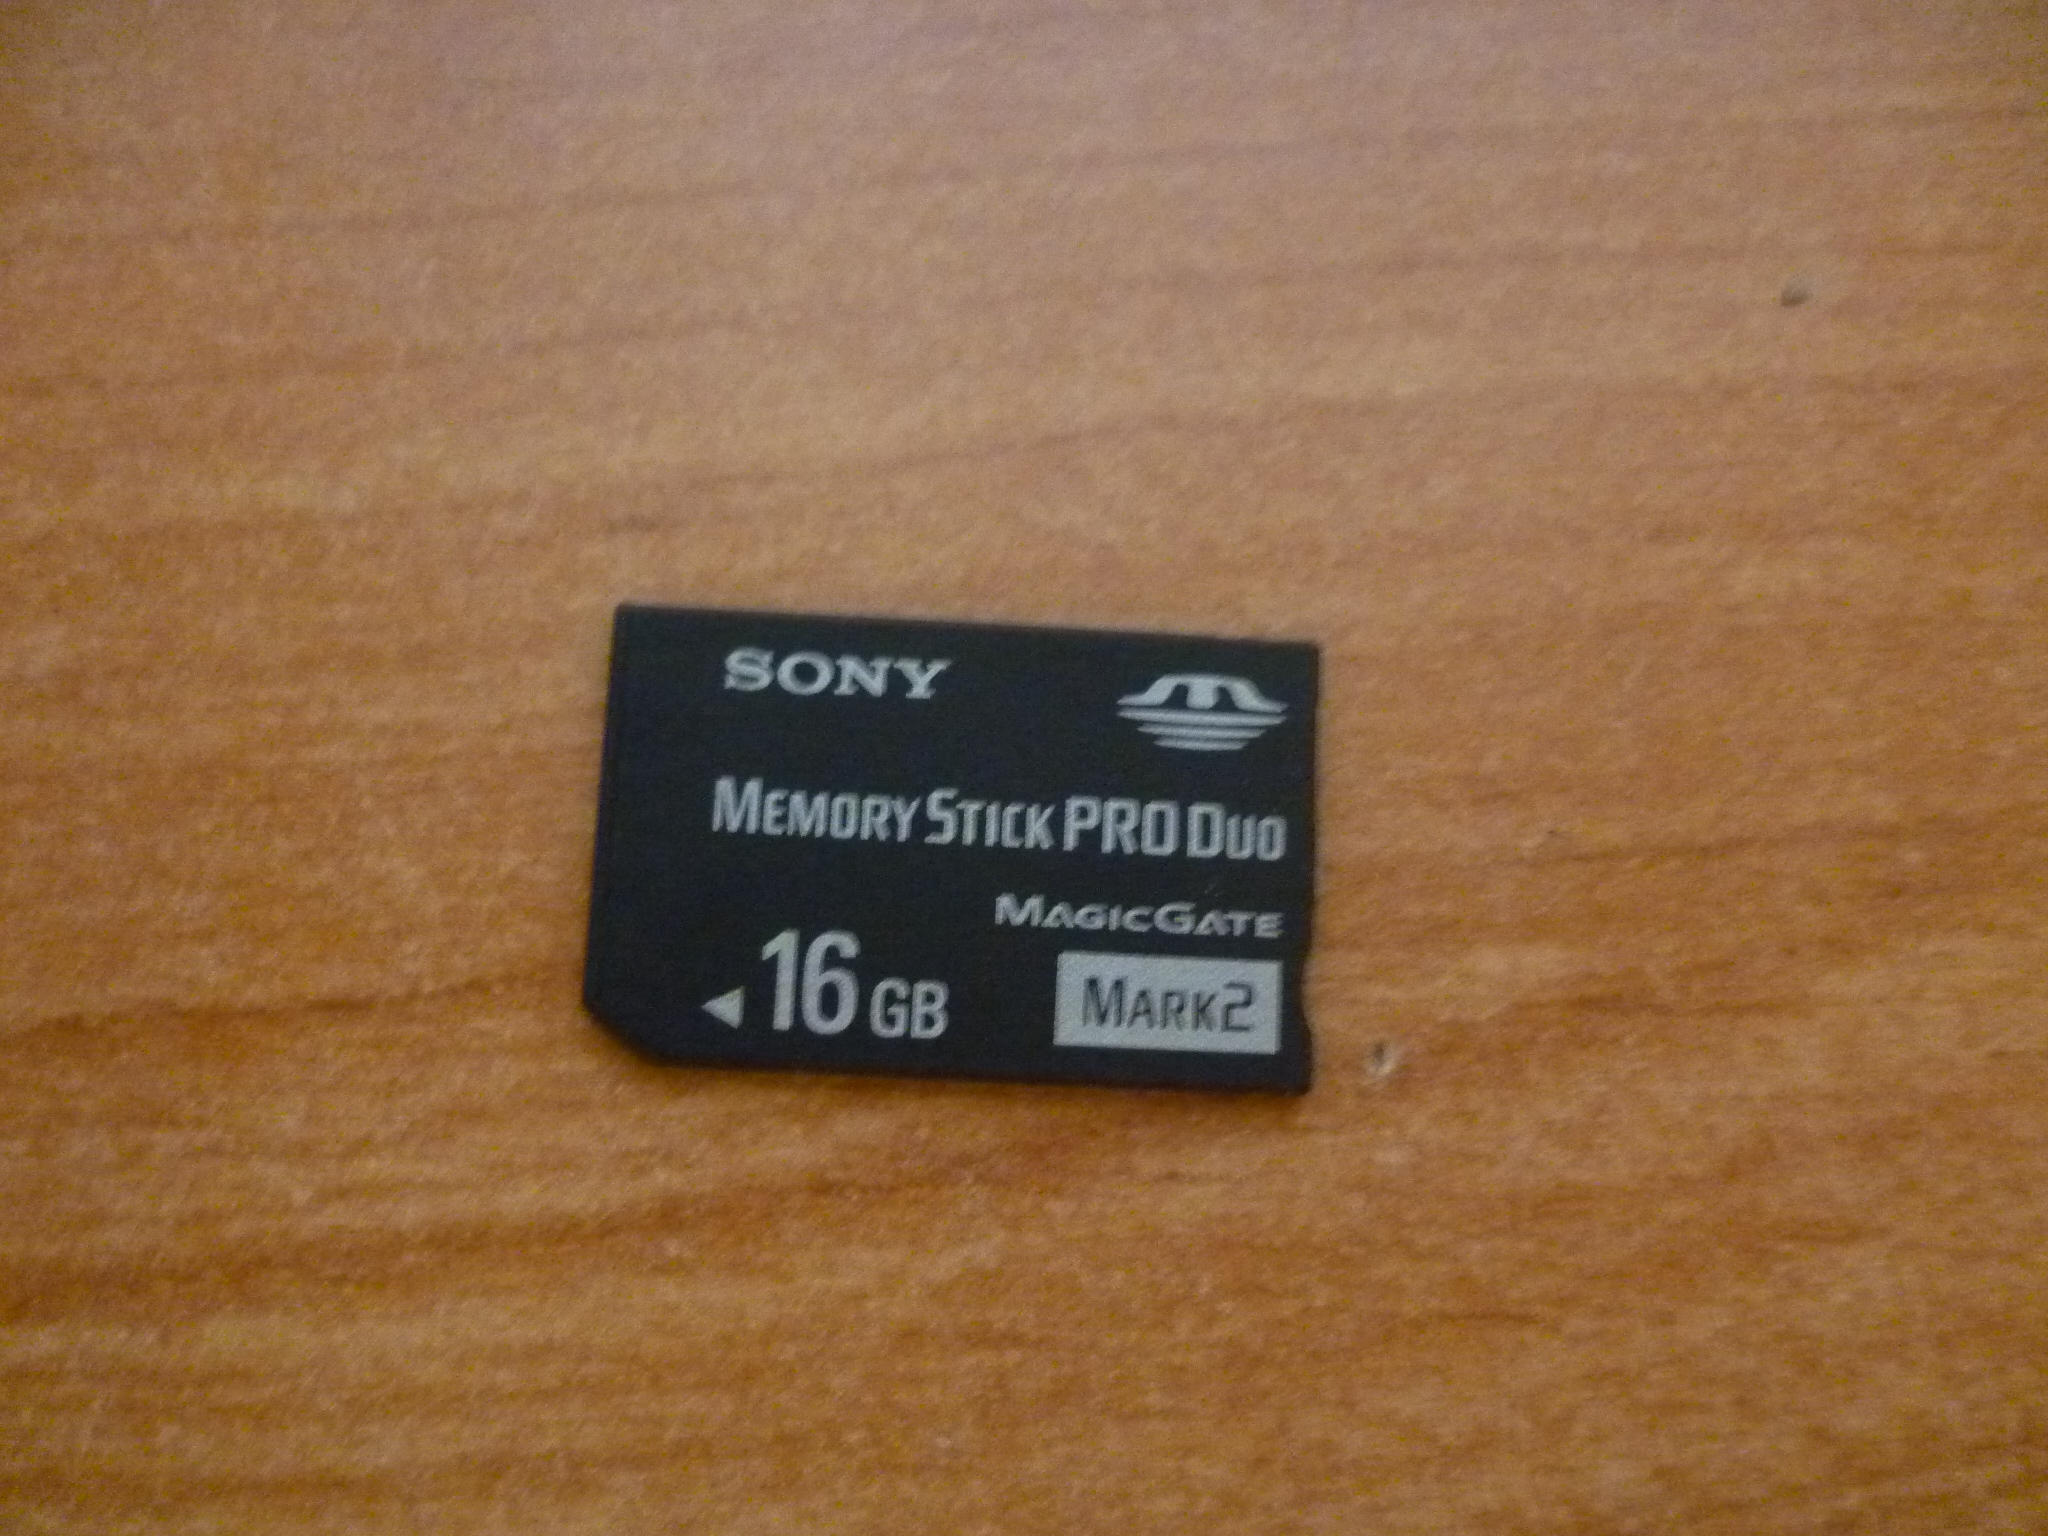 SONY
MEMORY STICK PRO DUO
MAGICGATE
16 GB
MARK2